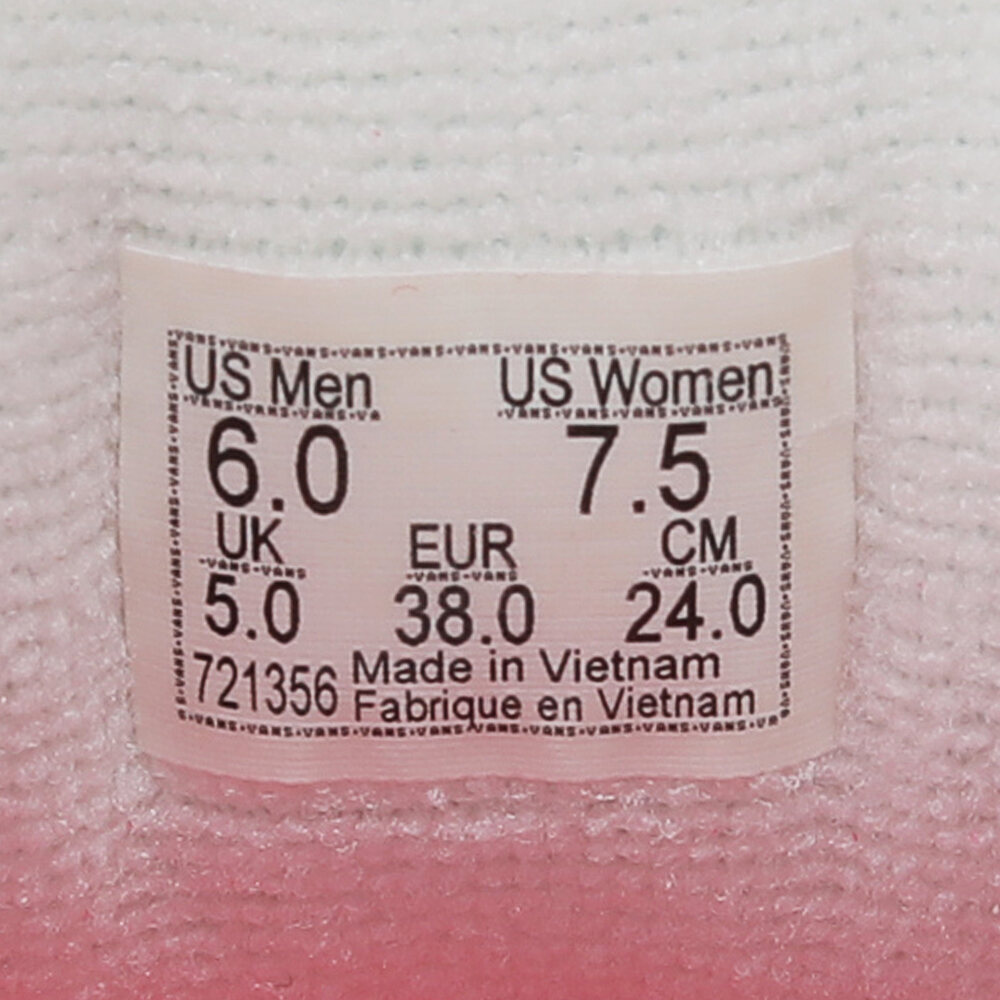 US Men US Women
6.0 7.5
UK EUR CM
5.0 38.0 24.0
721356 Made in Vietnam
Fabrique en Vietnam